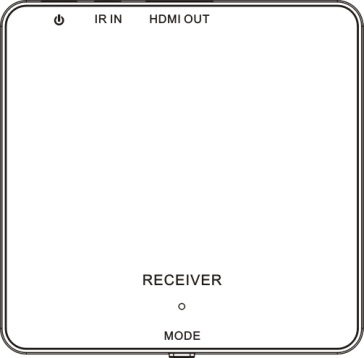 ⏻ IR IN HDMI OUT
RECEIVER
MODE